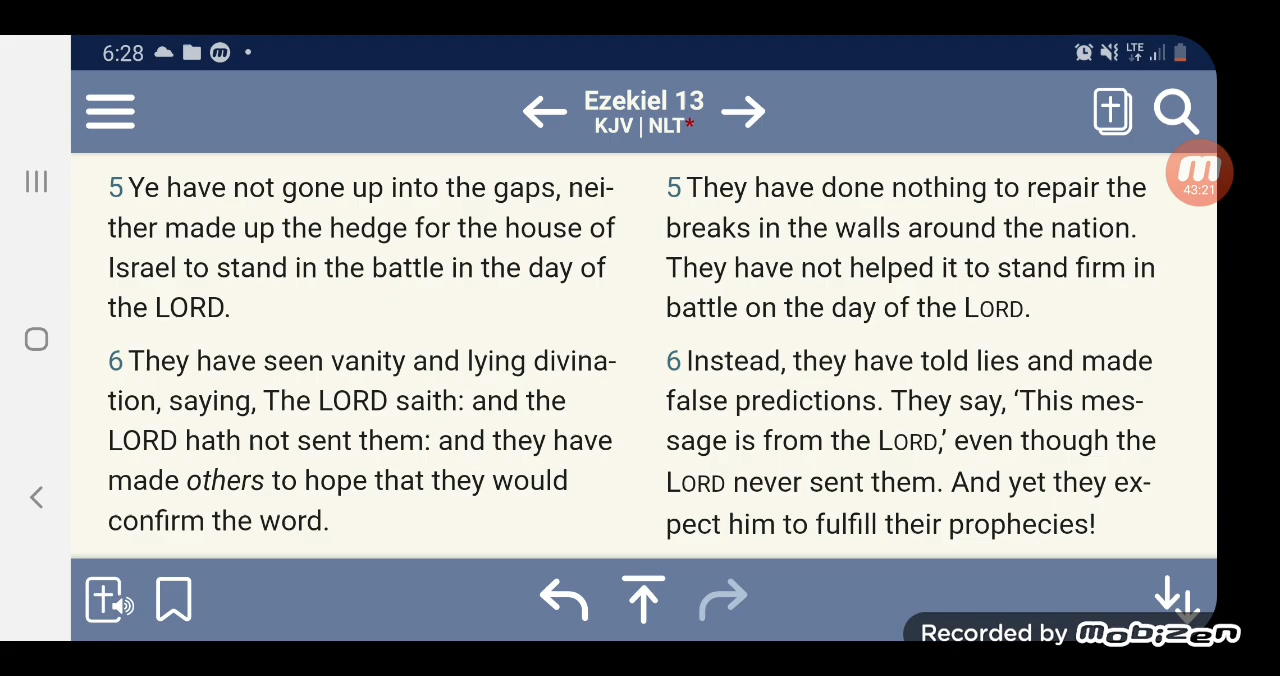 6:28
LTE
Ezekiel 13
KJV | NLT*
43:21
5 Ye have not gone up into the gaps, nei-
ther made up the hedge for the house of
Israel to stand in the battle in the day of
the LORD.
6 They have seen vanity and lying divina-
tion, saying, The LORD saith: and the
LORD hath not sent them: and they have
made others to hope that they would
confirm the word.
5 They have done nothing to repair the
breaks in the walls around the nation.
They have not helped it to stand firm in
battle on the day of the LORD.
6 Instead, they have told lies and made
false predictions. They say, ‘This mes-
sage is from the LORD,’ even though the
LORD never sent them. And yet they ex-
pect him to fulfill their prophecies!
Recorded by mobizen